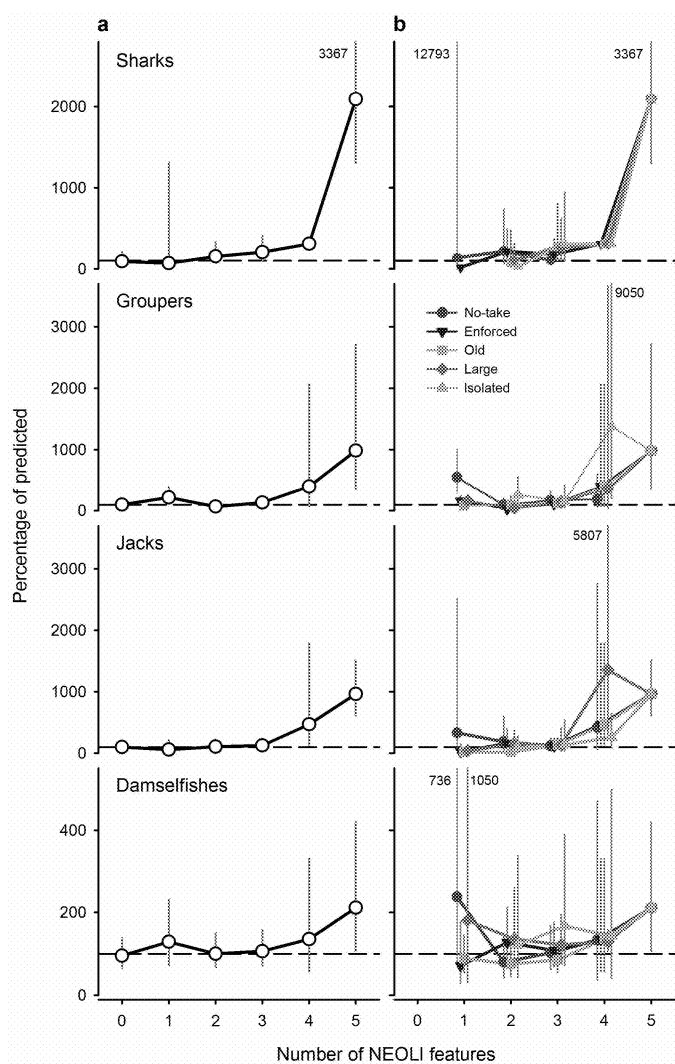 a
b
Sharks
3367
12793
3367
2000
1000
0
Groupers
9050
No-take
Enforced
Old
Large
Isolated
3000
2000
1000
0
Percentage of predicted
Jacks
5807
3000
2000
1000
0
Damselfishes
736
1050
400
200
0
0 1 2 3 4 5
0 1 2 3 4 5
Number of NEOLI features